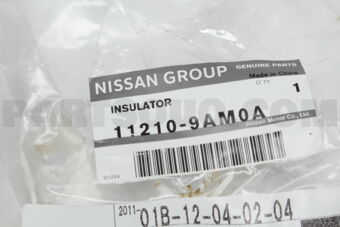 NISSAN GROUP
GENUINE PARTS
Made in China
Q'TY
INSULATOR
1
11210-9AM0A
Nissan Motor Co., Ltd.
2011-01B-12-04-02-04